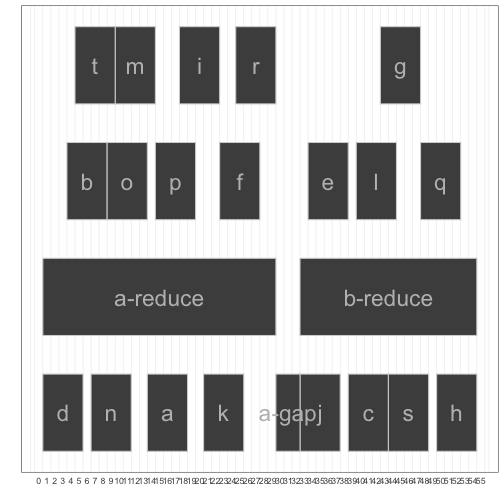 t m i r g
b o p f e l q
a-reduce b-reduce
d n a k a-gap j c s h
0 1 2 3 4 5 6 7 8 9 10 11 12 13 14 15 16 17 18 19 20 21 22 23 24 25 26 27 28 29 30 31 32 33 34 35 36 37 38 39 40 41 42 43 44 45 46 47 48 49 50 51 52 53 54 55